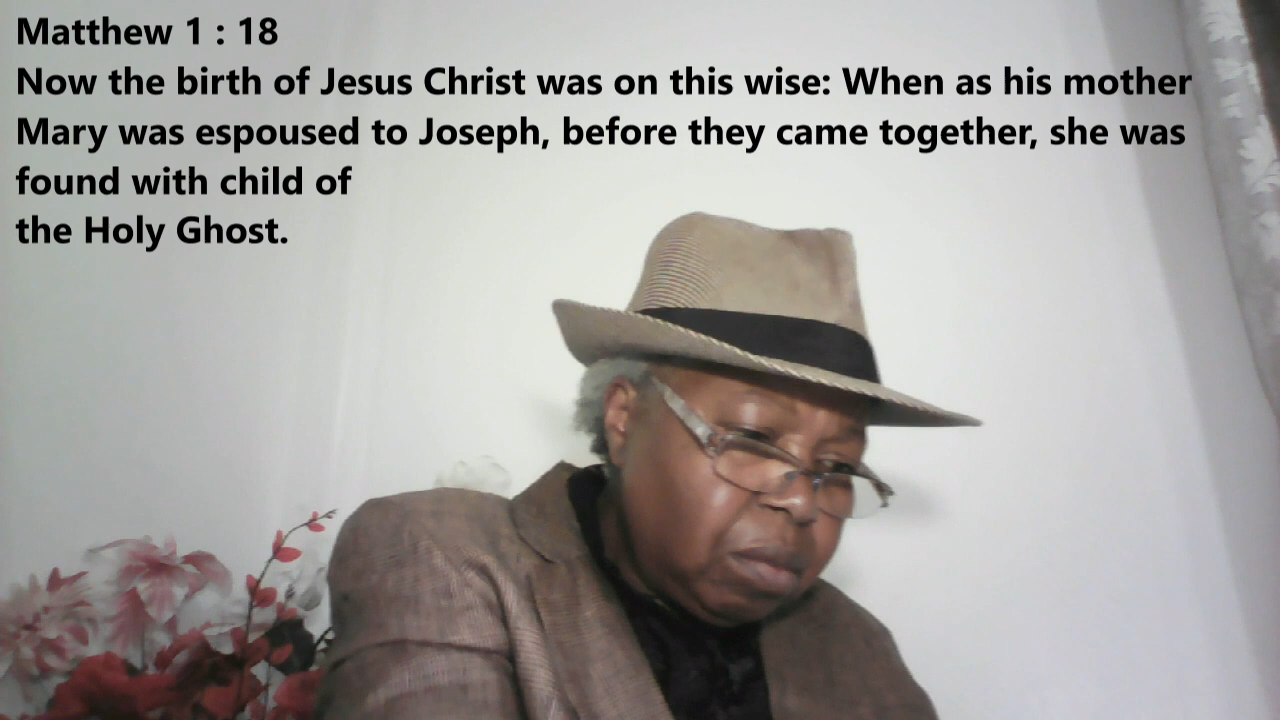 Matthew 1 : 18
Now the birth of Jesus Christ was on this wise: When as his mother
Mary was espoused to Joseph, before they came together, she was
found with child of
the Holy Ghost.